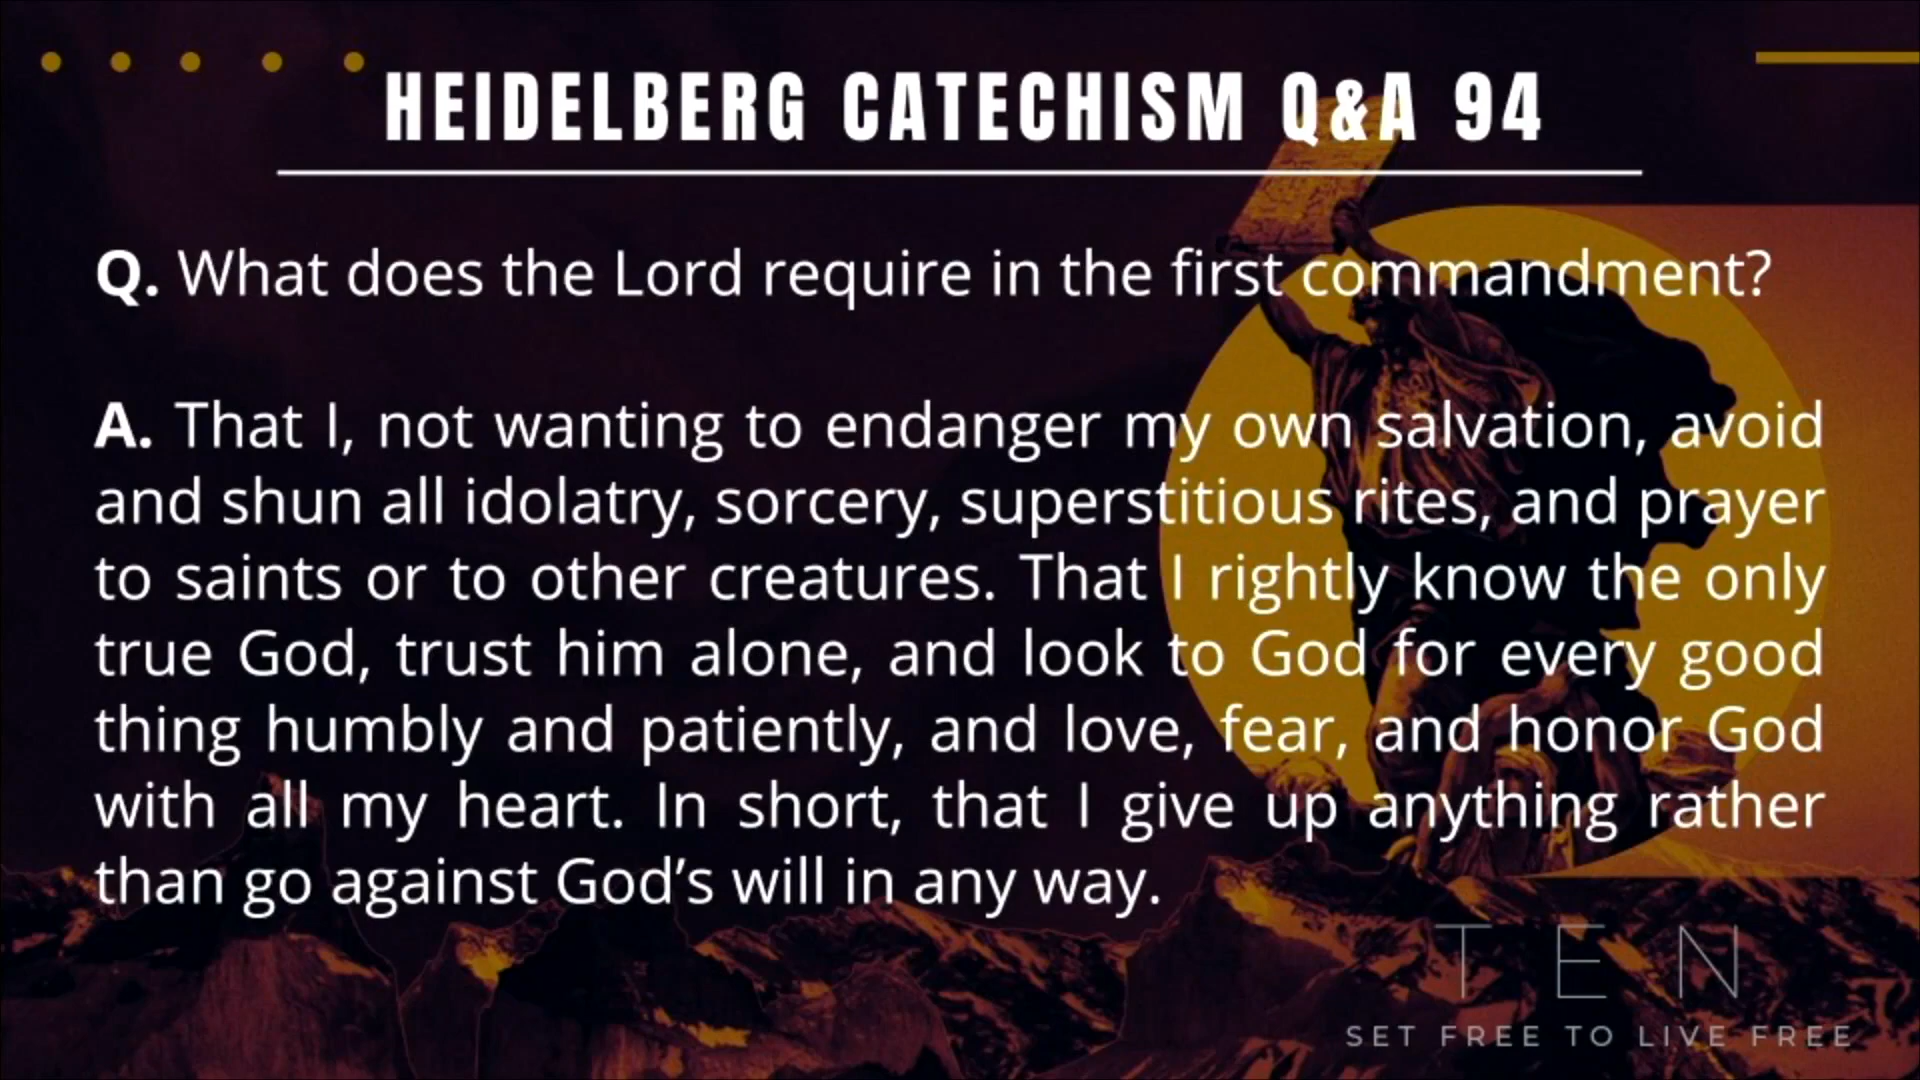 HEIDELBERG CATECHISM Q&A 94
Q. What does the Lord require in the first commandment?
A. That I, not wanting to endanger my own salvation, avoid
and shun all idolatry, sorcery, superstitious rites, and prayer
to saints or to other creatures. That I rightly know the only
true God, trust him alone, and look to God for every good
thing humbly and patiently, and love, fear, and honor God
with all my heart. In short, that I give up anything rather
than go against God’s will in any way.
TEN
SET FREE TO LIVE FREE